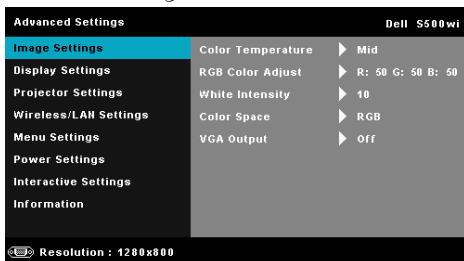 Advanced Settings Dell S500wi
Image Settings Color Temperature Mid
Display Settings RGB Color Adjust R: 50 G: 50 B: 50
Projector Settings White Intensity 10
Wireless/LAN Settings Color Space RGB
Menu Settings VGA Output Off
Power Settings
Interactive Settings
Information
Resolution : 1280x800